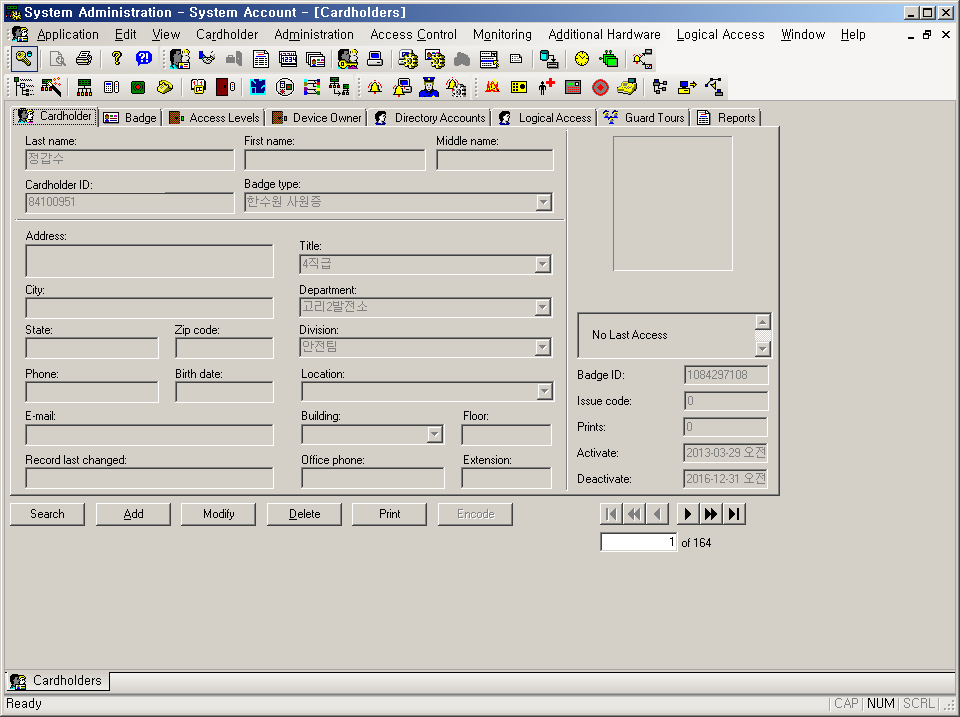 System Administration - System Account - [Cardholders]
Application Edit View Cardholder Administration Access Control Monitoring Additional Hardware Logical Access Window Help
Cardholder Badge Access Levels Device Owner Directory Accounts Logical Access Guard Tours Reports
Last name: First name: Middle name:
정갑수
Cardholder ID: Badge type:
84100951 한수원 사원증
Address: Title:
4직급
City: Department:
고리2발전소
State: Zip code: Division:
안전팀
No Last Access
Phone: Birth date: Location:
Badge ID: 1084297108
Issue code: 0
E-mail: Building: Floor:
Prints: 0
Activate: 2013-03-29 오전
Record last changed: Office phone: Extension:
Deactivate: 2016-12-31 오전
Search Add Modify Delete Print Encode
1 of 164
Cardholders
Ready CAP NUM SCRL